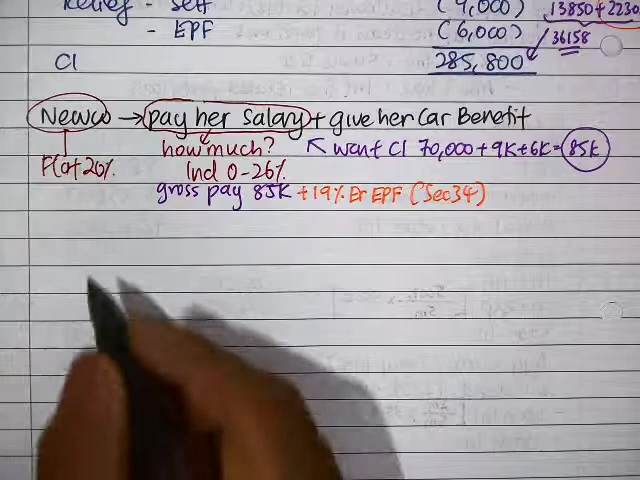 Relief - Self (9,000) 13850+2230
- EPF (6,000) 36158
CI 285,800
Newco → pay her salary + give her Car Benefit
how much? want CI 70,000+9K+6K=85K
Flat 26% Ind 0-26%
gross pay 85K +19% Er EPF (Sec34)